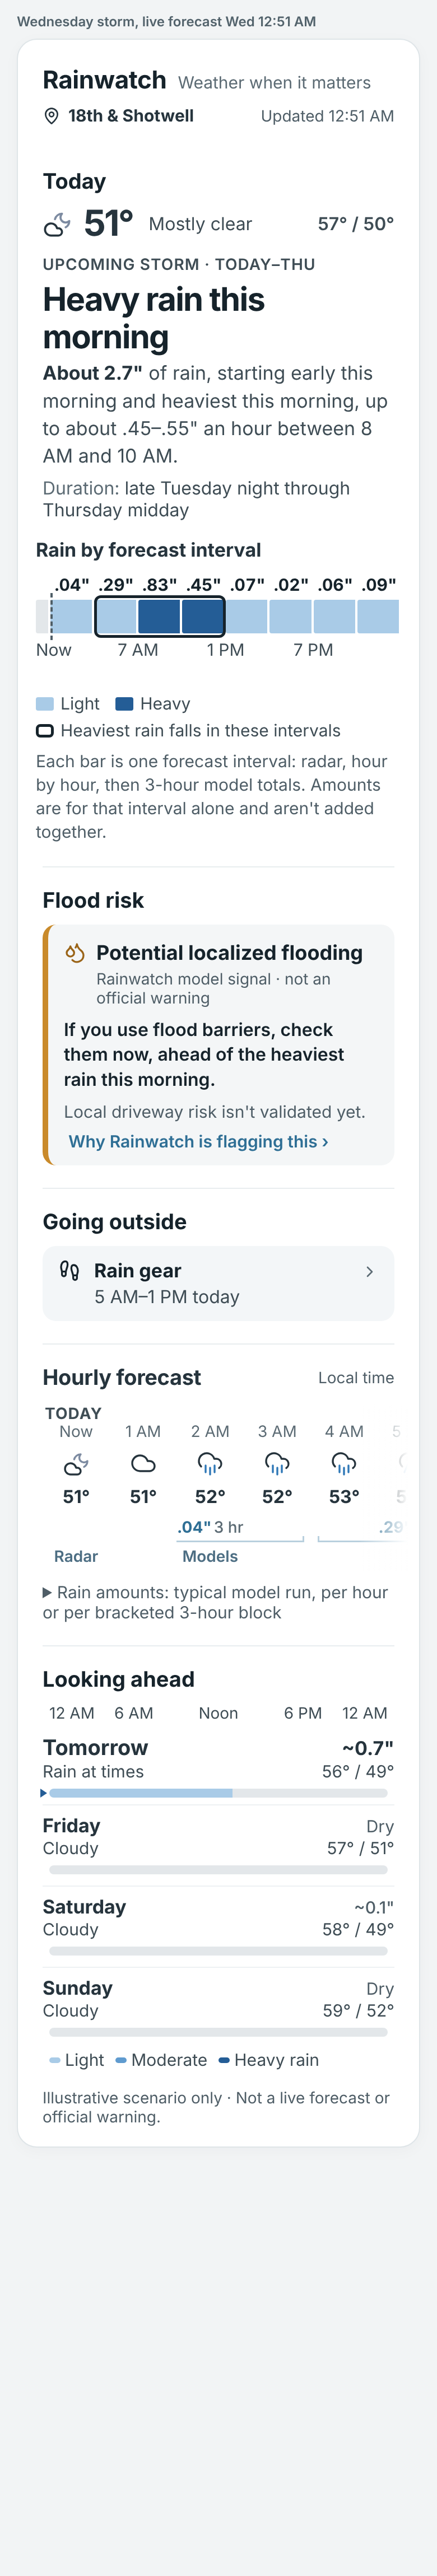 Wednesday storm, live forecast Wed 12:51 AM
Rainwatch Weather when it matters
18th & Shotwell Updated 12:51 AM
Today
51° Mostly clear 57° / 50°
UPCOMING STORM · TODAY–THU
Heavy rain this
morning
About 2.7" of rain, starting early this
morning and heaviest this morning, up
to about .45–.55" an hour between 8
AM and 10 AM.
Duration: late Tuesday night through
Thursday midday
Rain by forecast interval
.04" .29" .83" .45" .07" .02" .06" .09"
Now 7 AM 1 PM 7 PM
Light Heavy
Heaviest rain falls in these intervals
Each bar is one forecast interval: radar, hour
by hour, then 3-hour model totals. Amounts
are for that interval alone and aren't added
together.
Flood risk
Potential localized flooding
Rainwatch model signal · not an
official warning
If you use flood barriers, check
them now, ahead of the heaviest
rain this morning.
Local driveway risk isn't validated yet.
Why Rainwatch is flagging this ›
Going outside
Rain gear
5 AM–1 PM today
Hourly forecast Local time
TODAY
Now 1 AM 2 AM 3 AM 4 AM 5
51° 51° 52° 52° 53° 5
.04" 3 hr .29
Radar Models
▶ Rain amounts: typical model run, per hour
or per bracketed 3-hour block
Looking ahead
12 AM 6 AM Noon 6 PM 12 AM
Tomorrow ~0.7"
Rain at times 56° / 49°
Friday Dry
Cloudy 57° / 51°
Saturday ~0.1"
Cloudy 58° / 49°
Sunday Dry
Cloudy 59° / 52°
Light Moderate Heavy rain
Illustrative scenario only · Not a live forecast or
official warning.